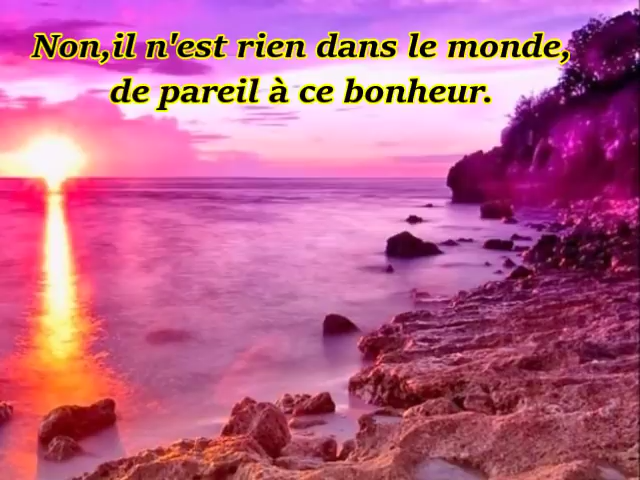 Non,il n'est rien dans le monde,
de pareil à ce bonheur.